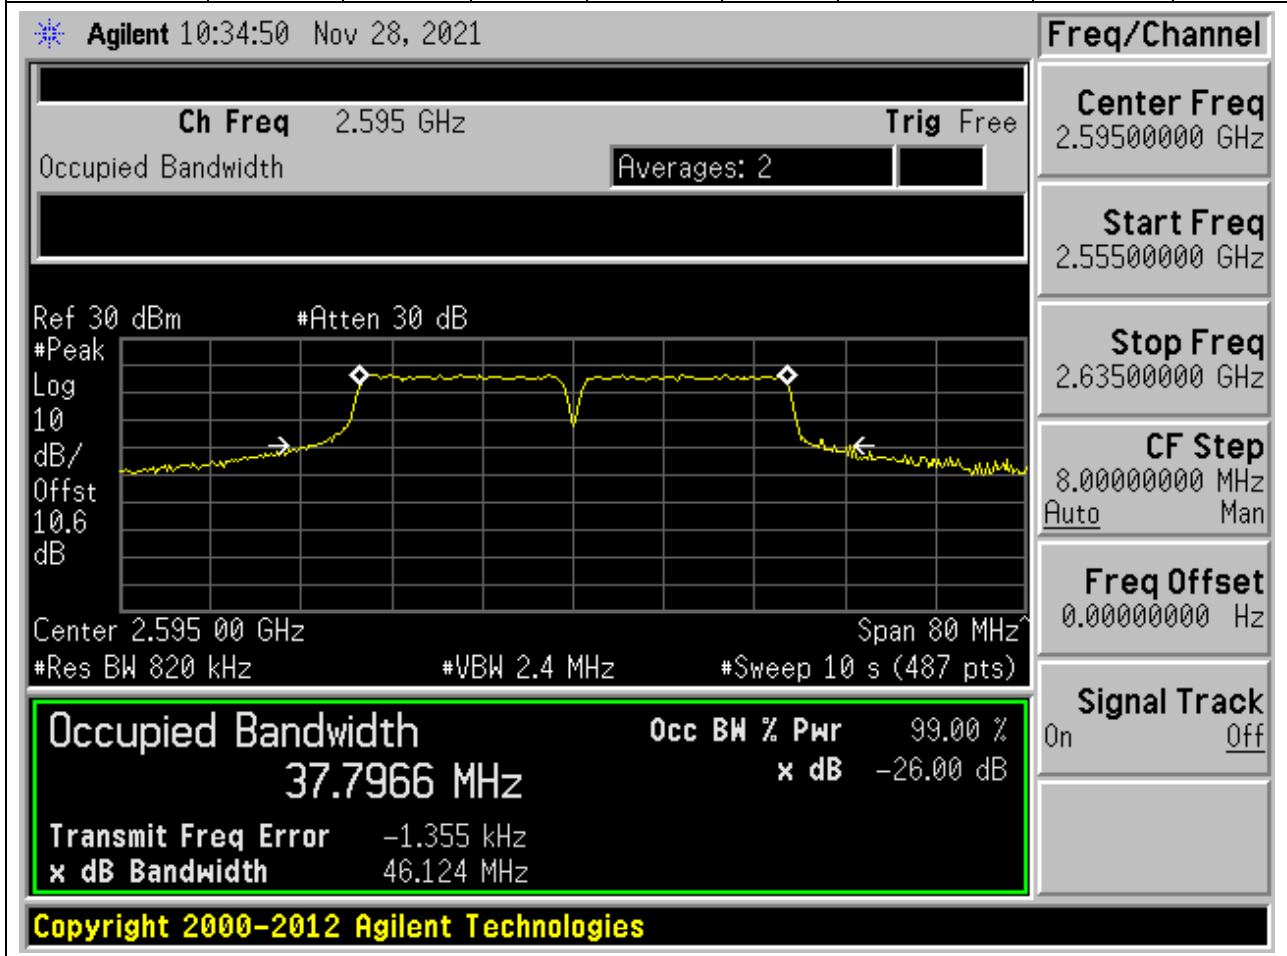 Agilent 10:34:50 Nov 28, 2021
Freq/Channel
Ch Freq 2.595 GHz Trig Free
Occupied Bandwidth Averages: 2
Center Freq
2.59500000 GHz
Start Freq
2.55500000 GHz
Stop Freq
2.63500000 GHz
CF Step
8.00000000 MHz
Auto Man
Freq Offset
0.00000000 Hz
Signal Track
On Off
Ref 30 dBm #Atten 30 dB
#Peak
Log
10
dB/
Offst
10.6
dB
Center 2.595 00 GHz Span 80 MHz^
#Res BW 820 kHz #VBW 2.4 MHz #Sweep 10 s (487 pts)
Occupied Bandwidth Occ BW % Pwr 99.00 %
37.7966 MHz x dB -26.00 dB
Transmit Freq Error -1.355 kHz
x dB Bandwidth 46.124 MHz
Copyright 2000-2012 Agilent Technologies